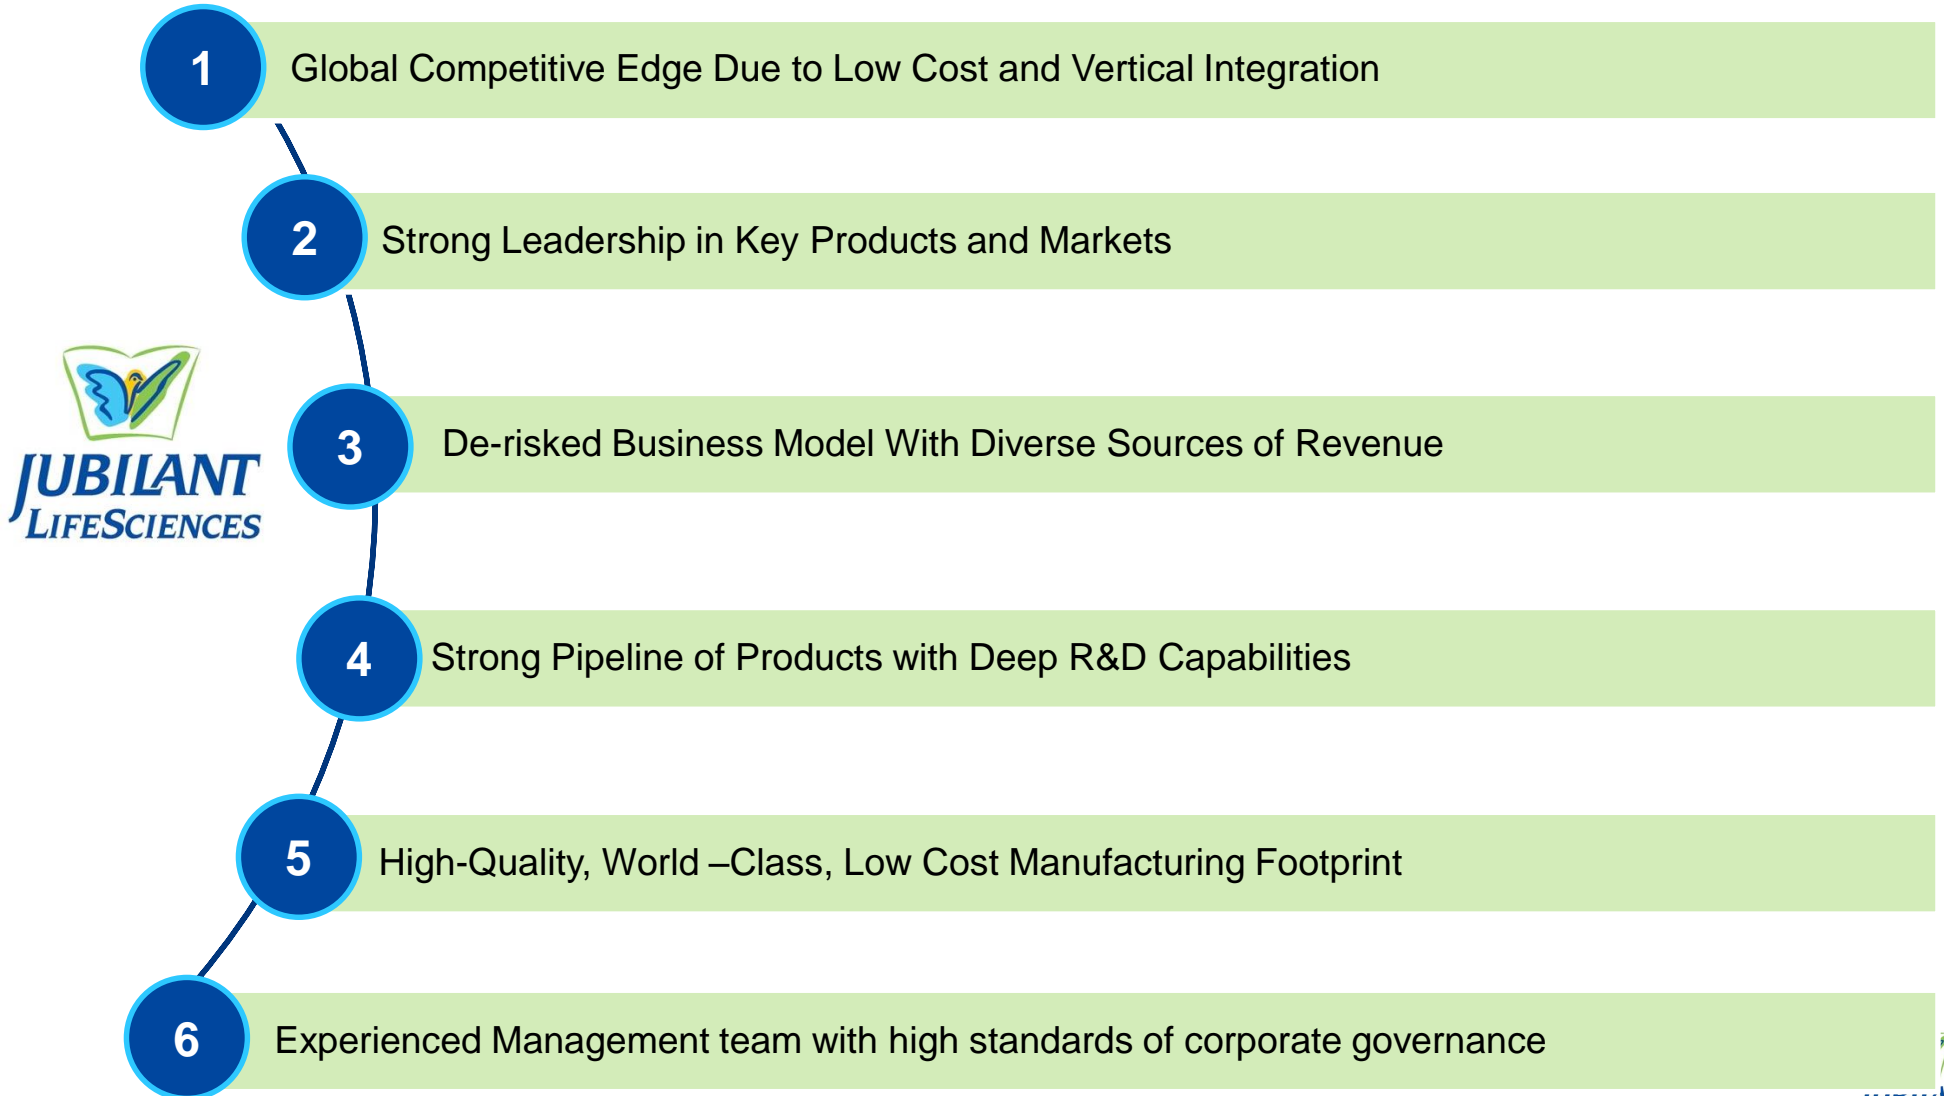 1
Global Competitive Edge Due to Low Cost and Vertical Integration
2
Strong Leadership in Key Products and Markets
JUBILANT
LIFESCIENCES
3
De-risked Business Model With Diverse Sources of Revenue
4
Strong Pipeline of Products with Deep R&D Capabilities
5
High-Quality, World –Class, Low Cost Manufacturing Footprint
6
Experienced Management team with high standards of corporate governance